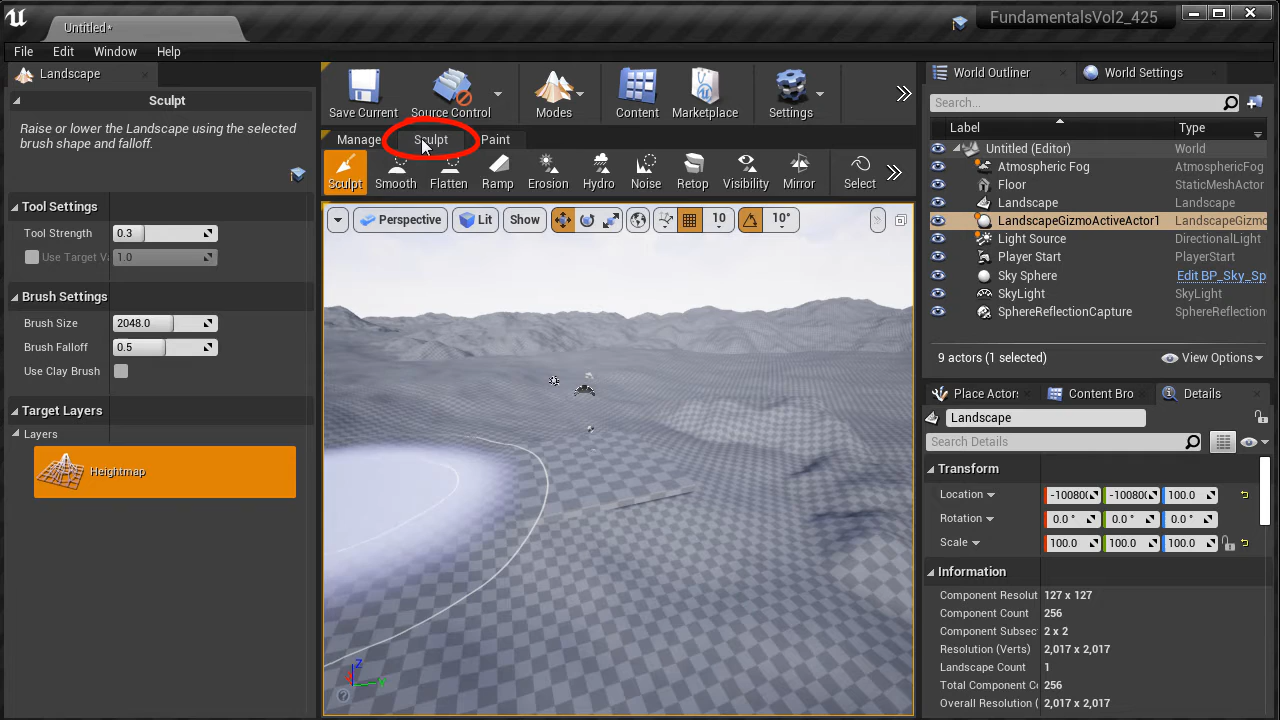 Untitled*
FundamentalsVol2_425
File Edit Window Help
Landscape
Sculpt
Raise or lower the Landscape using the selected
brush shape and falloff.
Tool Settings
Tool Strength 0.3
Use Target Va 1.0
Brush Settings
Brush Size 2048.0
Brush Falloff 0.5
Use Clay Brush
Target Layers
Layers
Heightmap
Save Current Source Control Modes Content Marketplace Settings
Manage Sculpt Paint
Sculpt Smooth Flatten Ramp Erosion Hydro Noise Retop Visibility Mirror Select
Perspective Lit Show 10 10°
Z
Y
World Outliner World Settings
Search...
Label Type
Untitled (Editor) World
Atmospheric Fog AtmosphericFog
Floor StaticMeshActor
Landscape Landscape
LandscapeGizmoActiveActor1 LandscapeGizmo
Light Source DirectionalLight
Player Start PlayerStart
Sky Sphere Edit BP_Sky_Sp
SkyLight SkyLight
SphereReflectionCapture SphereReflection
9 actors (1 selected) View Options
Place Actor Content Bro Details
Landscape
Search Details
Transform
Location -10080( -10080( 100.0
Rotation 0.0 ° 0.0 ° 0.0 °
Scale 100.0 100.0 100.0
Information
Component Resolut 127 x 127
Component Count 256
Component Subsec 2 x 2
Resolution (Verts) 2,017 x 2,017
Landscape Count 1
Total Component C 256
Overall Resolution ( 2,017 x 2,017